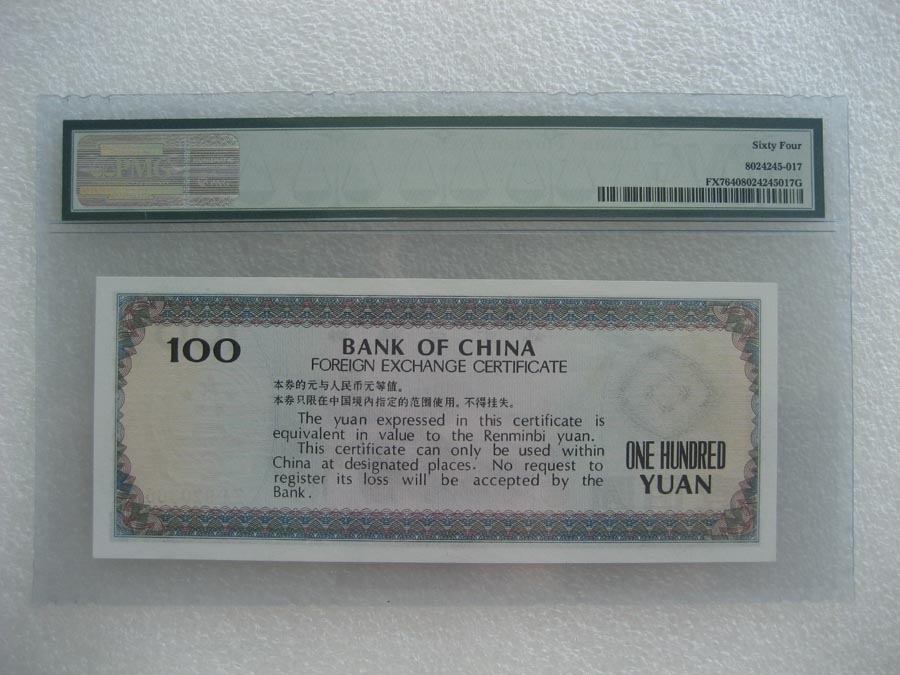 PMG
Sixty Four
8024245-017
FX76408024245017G
100
BANK OF CHINA
FOREIGN EXCHANGE CERTIFICATE
本券的元与人民币元等值。
本券只限在中国境内指定的范围使用。不得挂失。
The yuan expressed in this certificate is
equivalent in value to the Renminbi yuan.
This certificate can only be used within
China at designated places. No request to
register its loss will be accepted by the
Bank.
ONE HUNDRED
YUAN